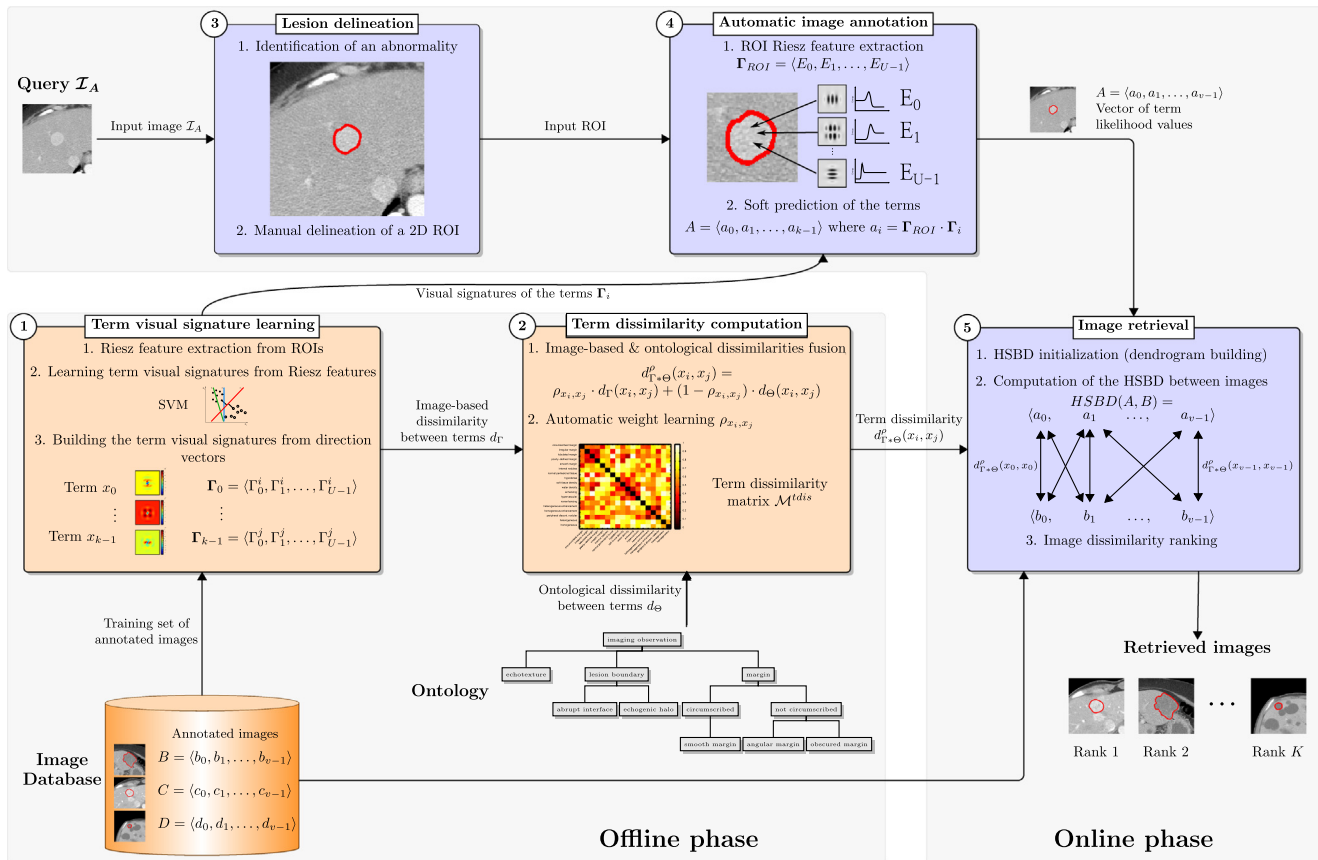 3
Lesion delineation
1. Identification of an abnormality
2. Manual delineation of a 2D ROI
Query 𝓘_A
Input image 𝓘_A
Input ROI
4
Automatic image annotation
1. ROI Riesz feature extraction
Γ_ROI = ⟨E_0, E_1, . . . , E_{U−1}⟩
E_0
E_1
⋮
E_{U−1}
2. Soft prediction of the terms
A = ⟨a_0, a_1, . . . , a_{k−1}⟩ where a_i = Γ_ROI · Γ_i
A = ⟨a_0, a_1, . . . , a_{v−1}⟩
Vector of term
likelihood values
Visual signatures of the terms Γ_i
1
Term visual signature learning
1. Riesz feature extraction from ROIs
2. Learning term visual signatures from Riesz features
SVM
3. Building the term visual signatures from direction
vectors
Term x_0
Γ_0 = ⟨Γ_0^i, Γ_1^i, . . . , Γ_{U−1}^i⟩
⋮
⋮
Term x_{k−1}
Γ_{k−1} = ⟨Γ_0^j, Γ_1^j, . . . , Γ_{U−1}^j⟩
Image-based
dissimilarity
between terms d_Γ
2
Term dissimilarity computation
1. Image-based & ontological dissimilarities fusion
d^ρ_{Γ∗Θ}(x_i, x_j) =
ρ_{x_i,x_j} · d_Γ(x_i, x_j) + (1 − ρ_{x_i,x_j}) · d_Θ(x_i, x_j)
2. Automatic weight learning ρ_{x_i,x_j}
Term dissimilarity
matrix 𝓜^{tdis}
Term dissimilarity
d^ρ_{Γ∗Θ}(x_i, x_j)
5
Image retrieval
1. HSBD initialization (dendrogram building)
2. Computation of the HSBD between images
HSBD(A, B) =
⟨a_0, a_1 . . . , a_{v−1}⟩
d^ρ_{Γ∗Θ}(x_0, x_0)
d^ρ_{Γ∗Θ}(x_{v−1}, x_{v−1})
⟨b_0, b_1 . . . , b_{v−1}⟩
3. Image dissimilarity ranking
Training set of
annotated images
Ontological dissimilarity
between terms d_Θ
Ontology
imaging observation
echotexture
lesion boundary
margin
abrupt interface
echogenic halo
circumscribed
not circumscribed
smooth margin
angular margin
obscured margin
Retrieved images
. . .
Rank 1
Rank 2
Rank K
Image
Database
Annotated images
B = ⟨b_0, b_1, . . . , b_{v−1}⟩
C = ⟨c_0, c_1, . . . , c_{v−1}⟩
D = ⟨d_0, d_1, . . . , d_{v−1}⟩
Offline phase
Online phase